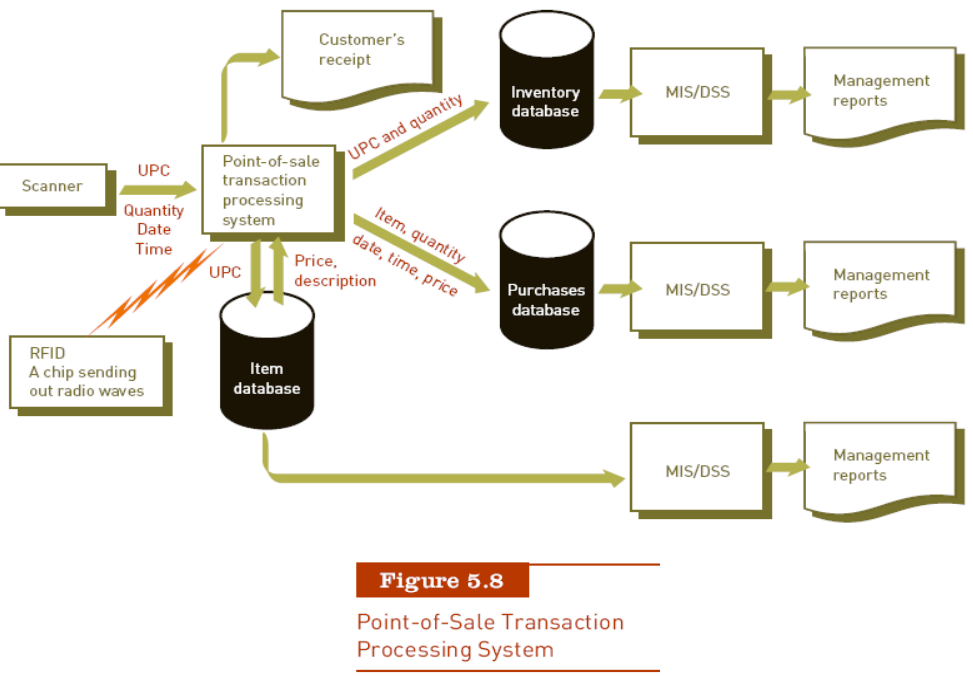 Customer's
receipt
Inventory
database
MIS/DSS
Management
reports
UPC and quantity
Scanner
UPC
Quantity
Date
Time
Point-of-sale
transaction
processing
system
Item, quantity
date, time, price
Purchases
database
MIS/DSS
Management
reports
UPC
Price,
description
RFID
A chip sending
out radio waves
Item
database
MIS/DSS
Management
reports
Figure 5.8
Point-of-Sale Transaction
Processing System